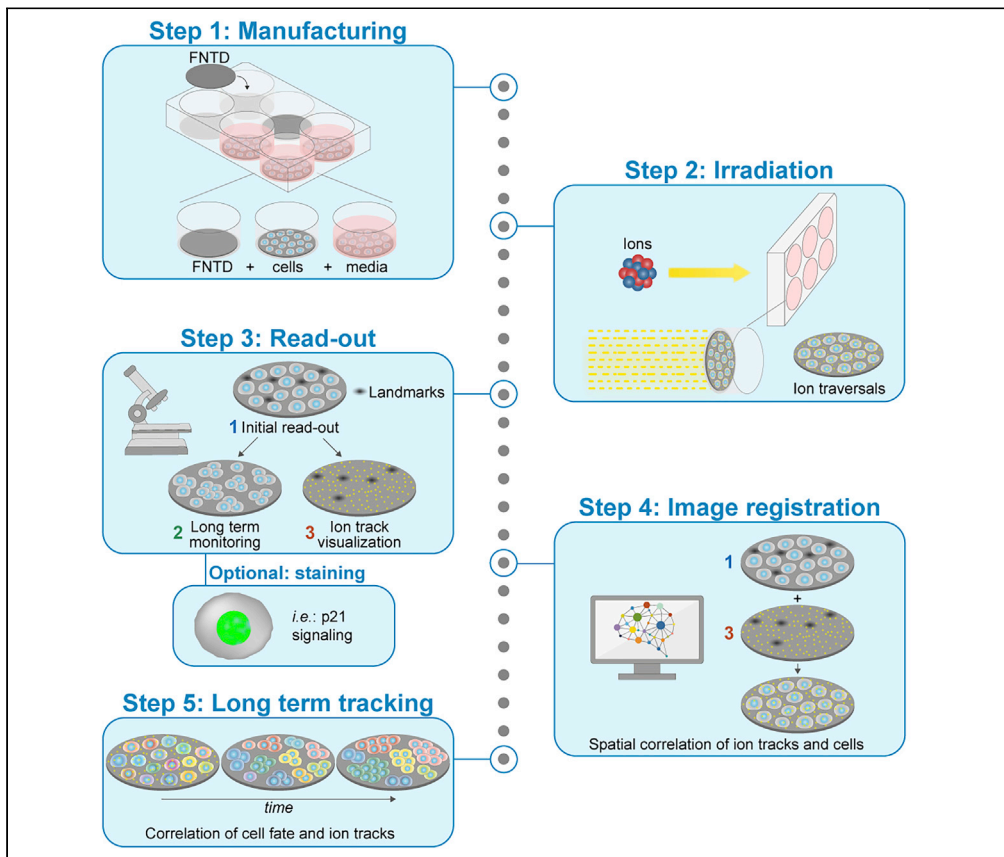 Step 1: Manufacturing
FNTD
FNTD + cells + media
Step 2: Irradiation
Ions
Ion traversals
Step 3: Read-out
Landmarks
1 Initial read-out
2 Long term
monitoring
3 Ion track
visualization
Optional: staining
i.e.: p21
signaling
Step 4: Image registration
1
+
3
Spatial correlation of ion tracks and cells
Step 5: Long term tracking
time
Correlation of cell fate and ion tracks